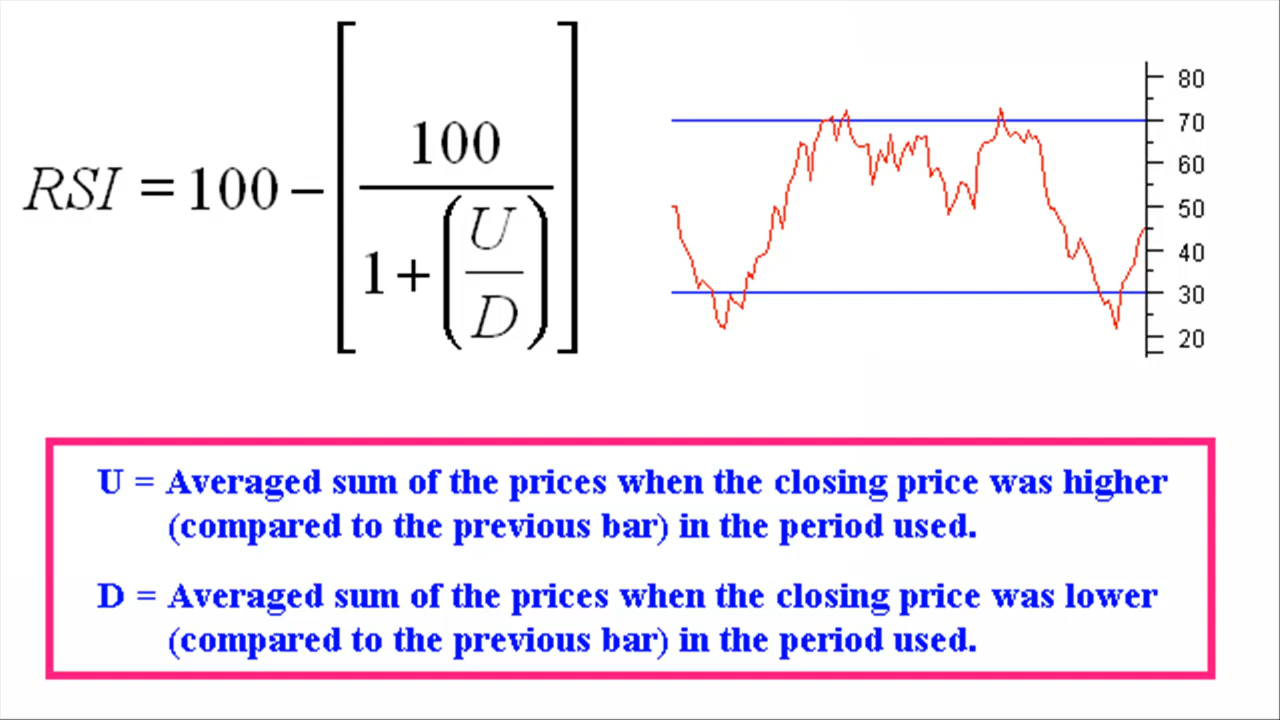 RSI = 100 - [ 100 / 1 + ( U / D ) ]
80
70
60
50
40
30
20
U = Averaged sum of the prices when the closing price was higher
(compared to the previous bar) in the period used.
D = Averaged sum of the prices when the closing price was lower
(compared to the previous bar) in the period used.